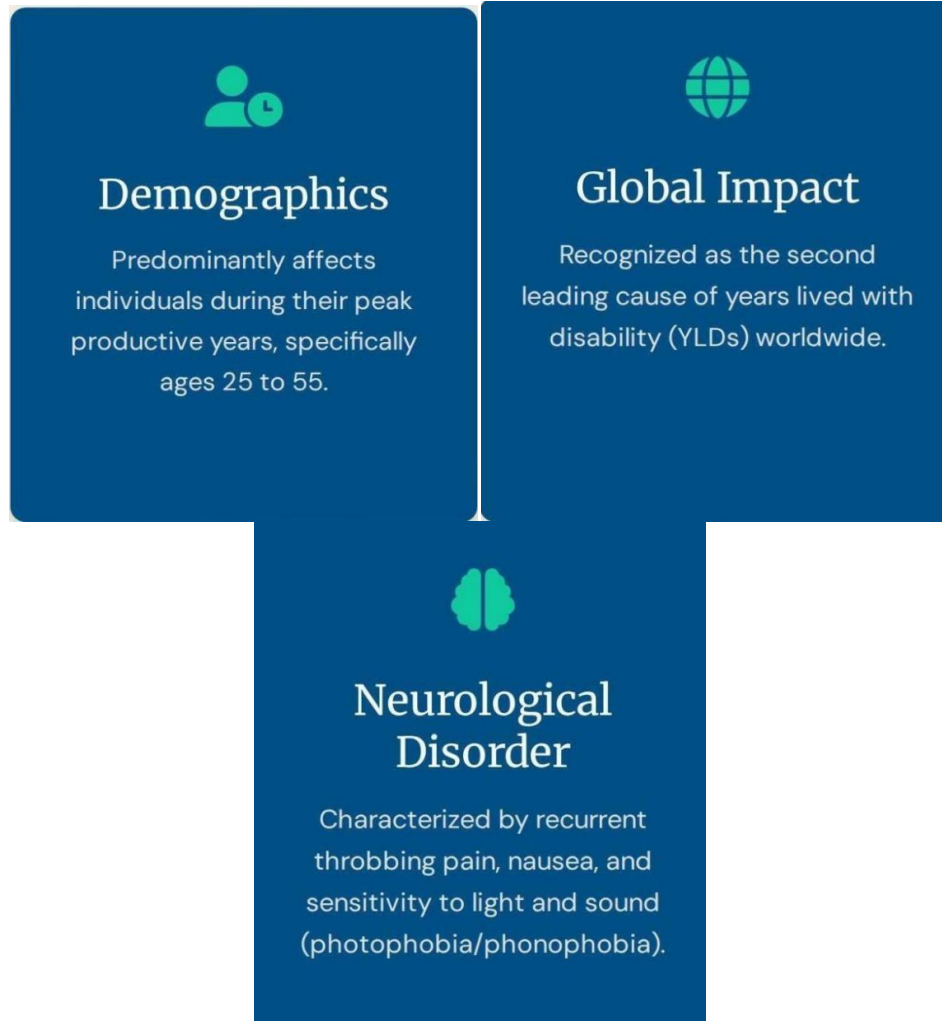 Demographics
Predominantly affects
individuals during their peak
productive years, specifically
ages 25 to 55.
Global Impact
Recognized as the second
leading cause of years lived with
disability (YLDs) worldwide.
Neurological
Disorder
Characterized by recurrent
throbbing pain, nausea, and
sensitivity to light and sound
(photophobia/phonophobia).